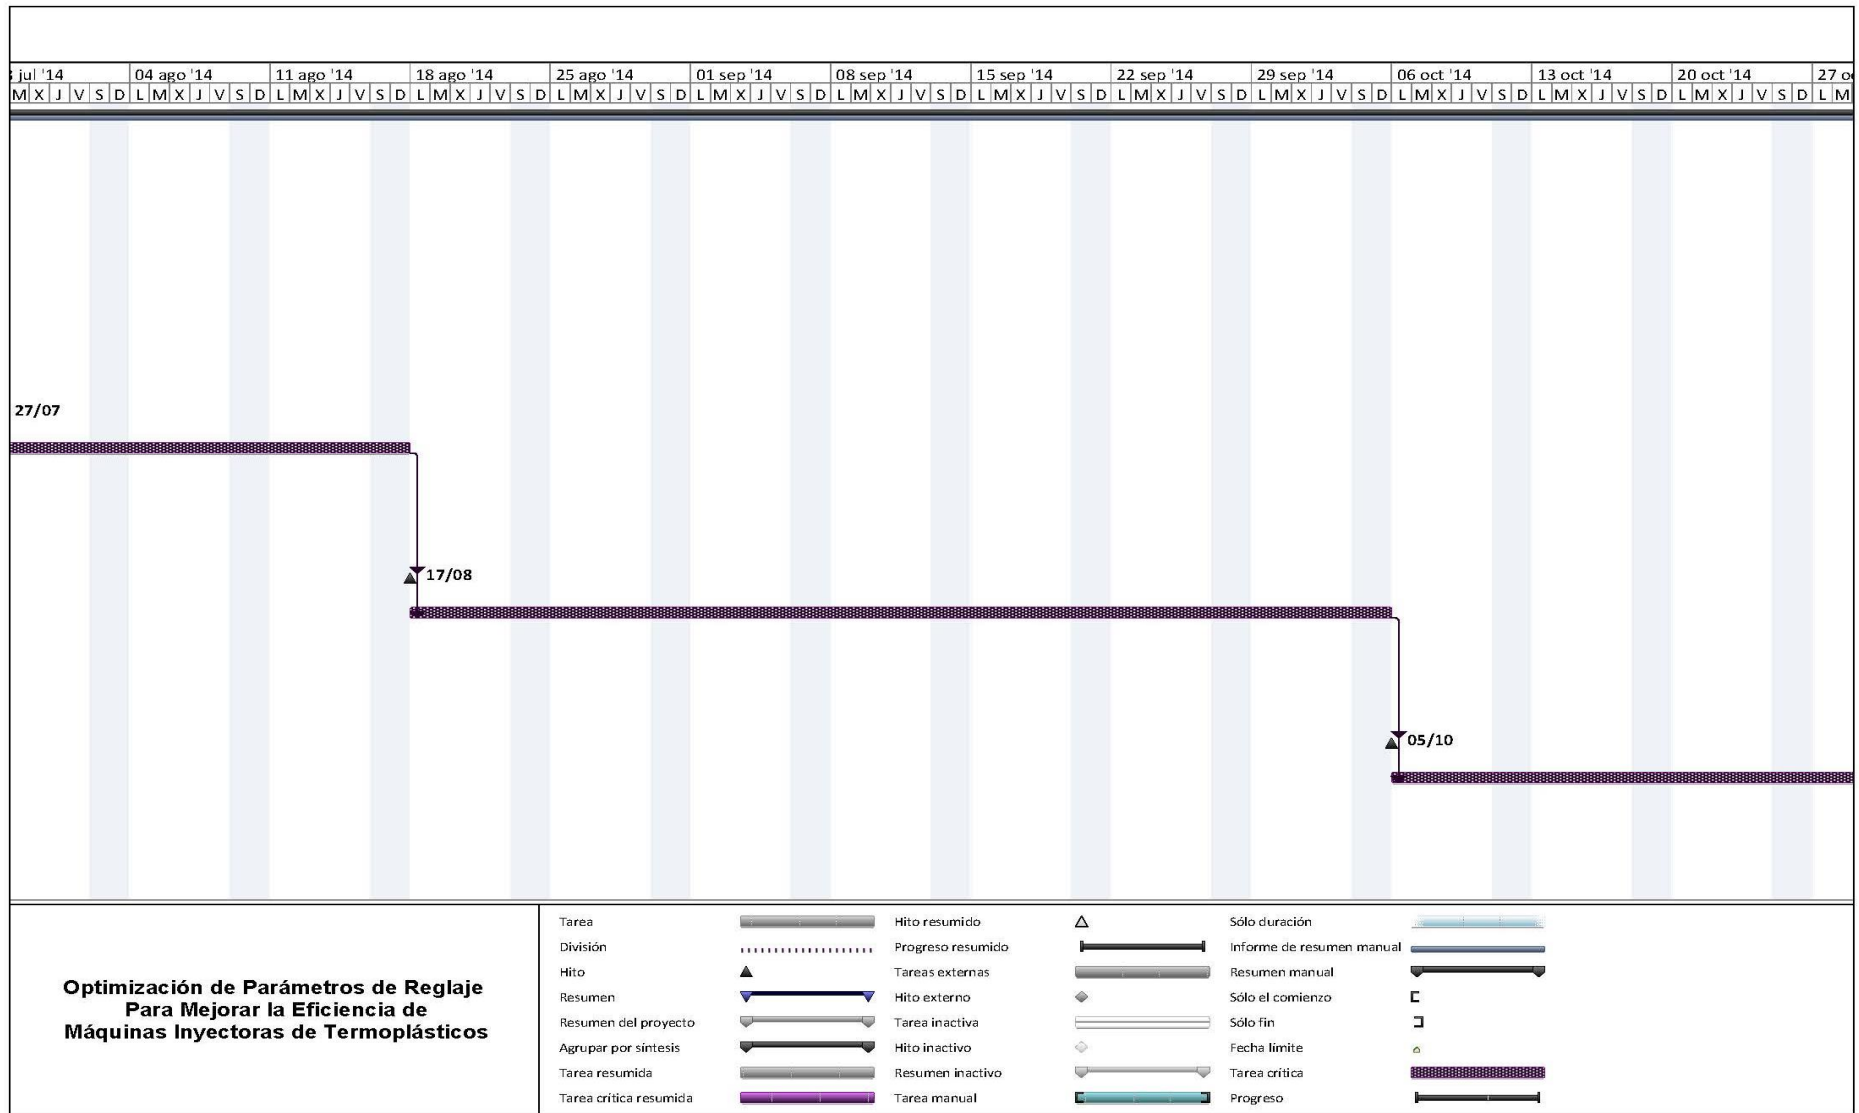 jul '14 04 ago '14 11 ago '14 18 ago '14 25 ago '14 01 sep '14 08 sep '14 15 sep '14 22 sep '14 29 sep '14 06 oct '14 13 oct '14 20 oct '14 27 o
M X J V S D L M X J V S D L M X J V S D L M X J V S D L M X J V S D L M X J V S D L M X J V S D L M X J V S D L M X J V S D L M X J V S D L M X J V S D L M X J V S D L M X J V S D L M
27/07
17/08
05/10
Optimización de Parámetros de Reglaje
Para Mejorar la Eficiencia de
Máquinas Inyectoras de Termoplásticos
Tarea
División
Hito
Resumen
Resumen del proyecto
Agrupar por síntesis
Tarea resumida
Tarea crítica resumida
Hito resumido
Progreso resumido
Tareas externas
Hito externo
Tarea inactiva
Hito inactivo
Resumen inactivo
Tarea manual
Sólo duración
Informe de resumen manual
Resumen manual
Sólo el comienzo
Sólo fin
Fecha límite
Tarea crítica
Progreso